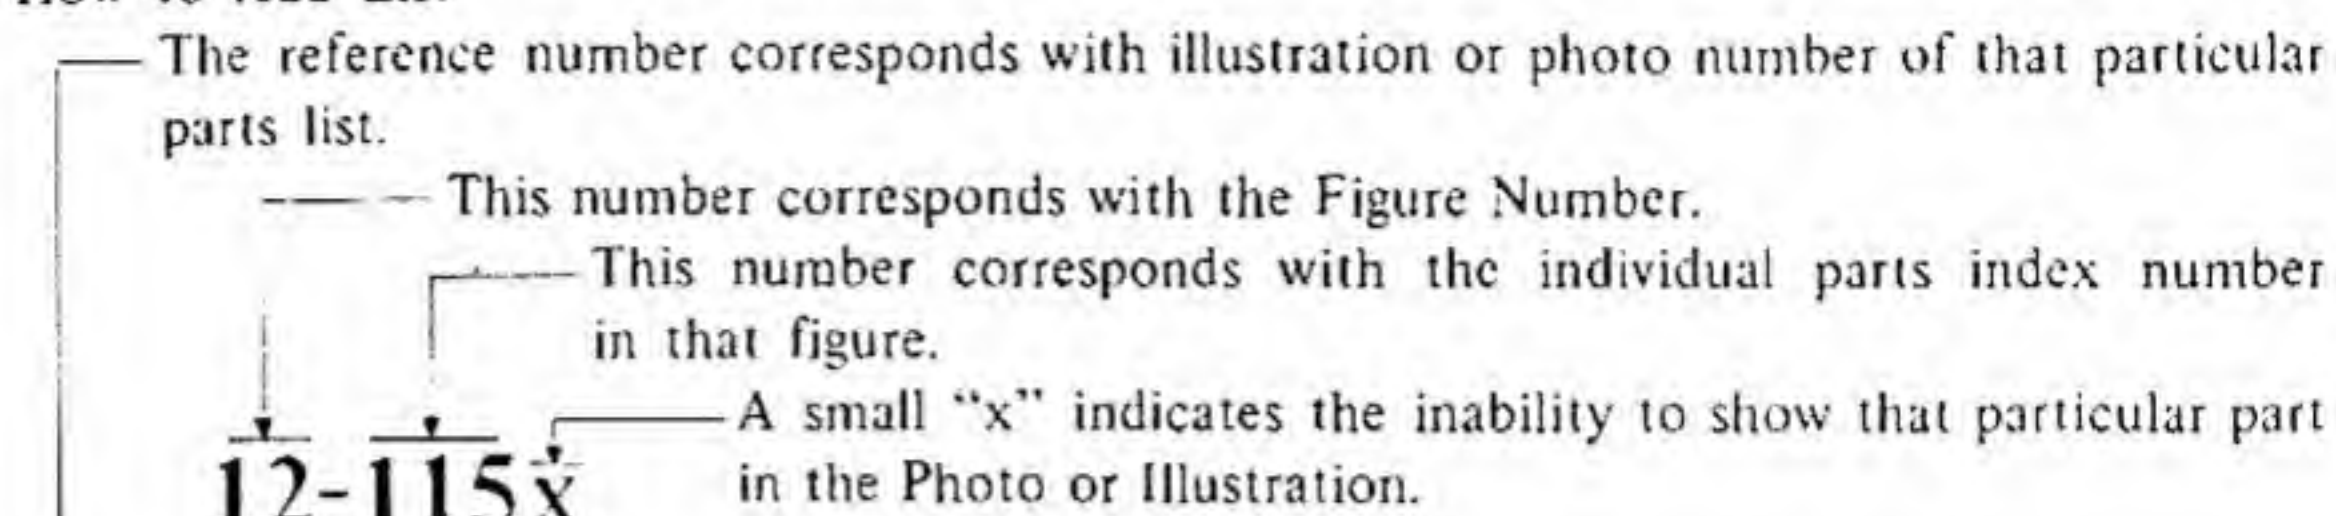 The reference number corresponds with illustration or photo number of that particular
parts list.
This number corresponds with the Figure Number.
This number corresponds with the individual parts index number
in that figure.
A small “x” indicates the inability to show that particular part
12-115x in the Photo or Illustration.